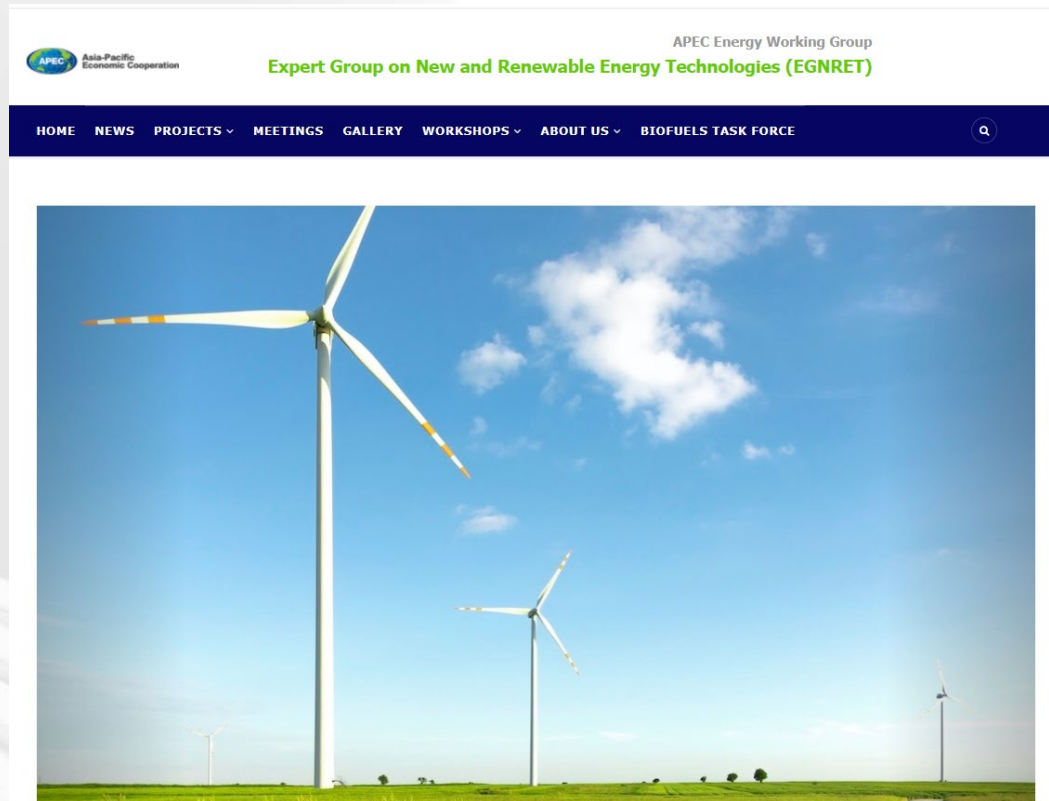 APEC Energy Working Group
APEC
Asia-Pacific
Economic Cooperation
Expert Group on New and Renewable Energy Technologies (EGNRET)
HOME NEWS PROJECTS MEETINGS GALLERY WORKSHOPS ABOUT US BIOFUELS TASK FORCE